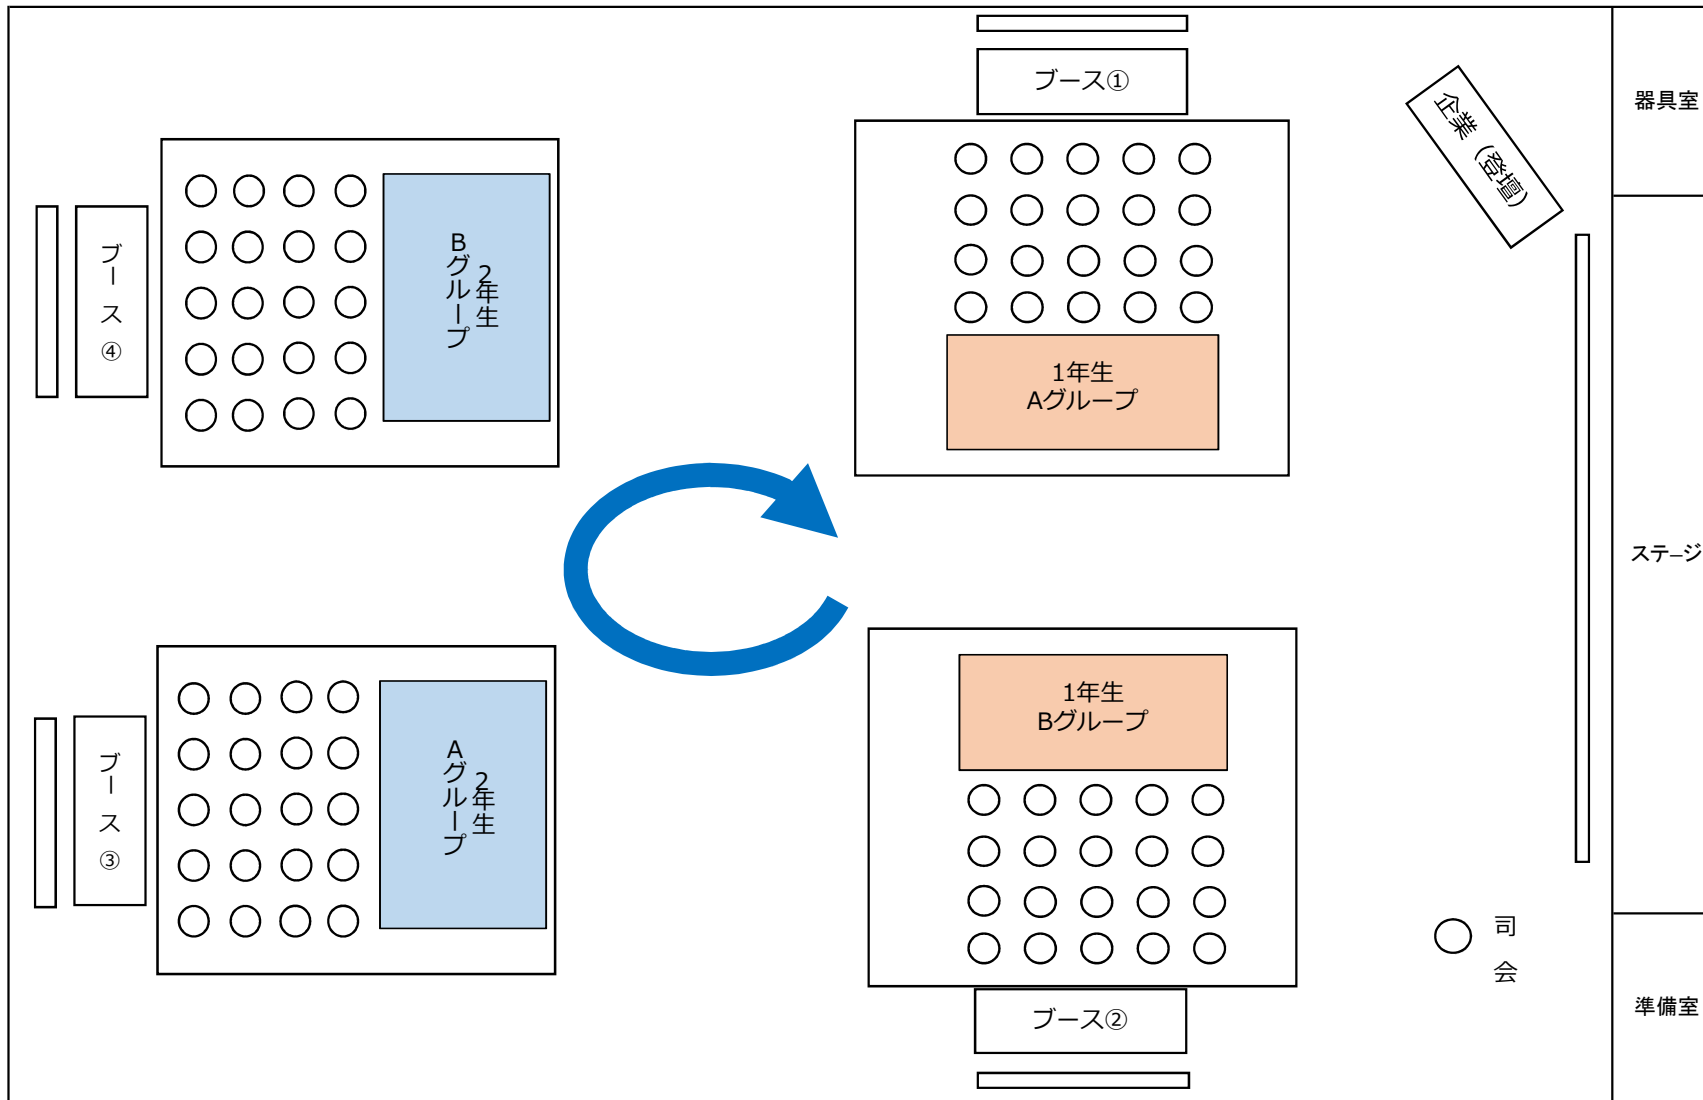 ブース①
企業（登壇）
器具室
ブース④
2年生
Bグループ
1年生
Aグループ
ステージ
ブース③
2年生
Aグループ
1年生
Bグループ
司会
ブース②
準備室